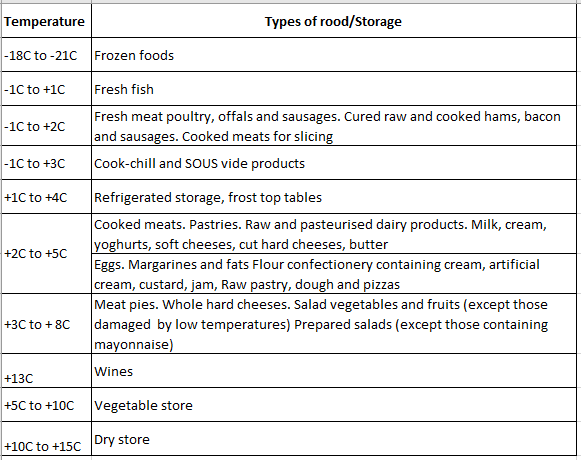 Temperature Types of rood/Storage
-18C to -21C Frozen foods
-1C to +1C Fresh fish
-1C to +2C Fresh meat poultry, offals and sausages. Cured raw and cooked hams, bacon
and sausages. Cooked meats for slicing
-1C to +3C Cook-chill and SOUS vide products
+1C to +4C Refrigerated storage, frost top tables
+2C to +5C Cooked meats. Pastries. Raw and pasteurised dairy products. Milk, cream,
yoghurts, soft cheeses, cut hard cheeses, butter
Eggs. Margarines and fats Flour confectionery containing cream, artificial
cream, custard, jam, Raw pastry, dough and pizzas
+3C to + 8C Meat pies. Whole hard cheeses. Salad vegetables and fruits (except those
damaged by low temperatures) Prepared salads (except those containing
mayonnaise)
+13C Wines
+5C to +10C Vegetable store
+10C to +15C Dry store